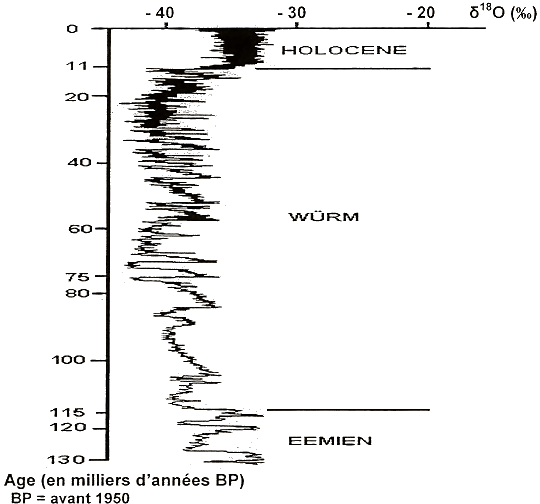 - 40 - 30 - 20 δ¹⁸O (‰)
0
HOLOCENE
11
20
40
WÜRM
60
75
80
100
115
120
EEMIEN
130
Age (en milliers d'années BP)
BP = avant 1950